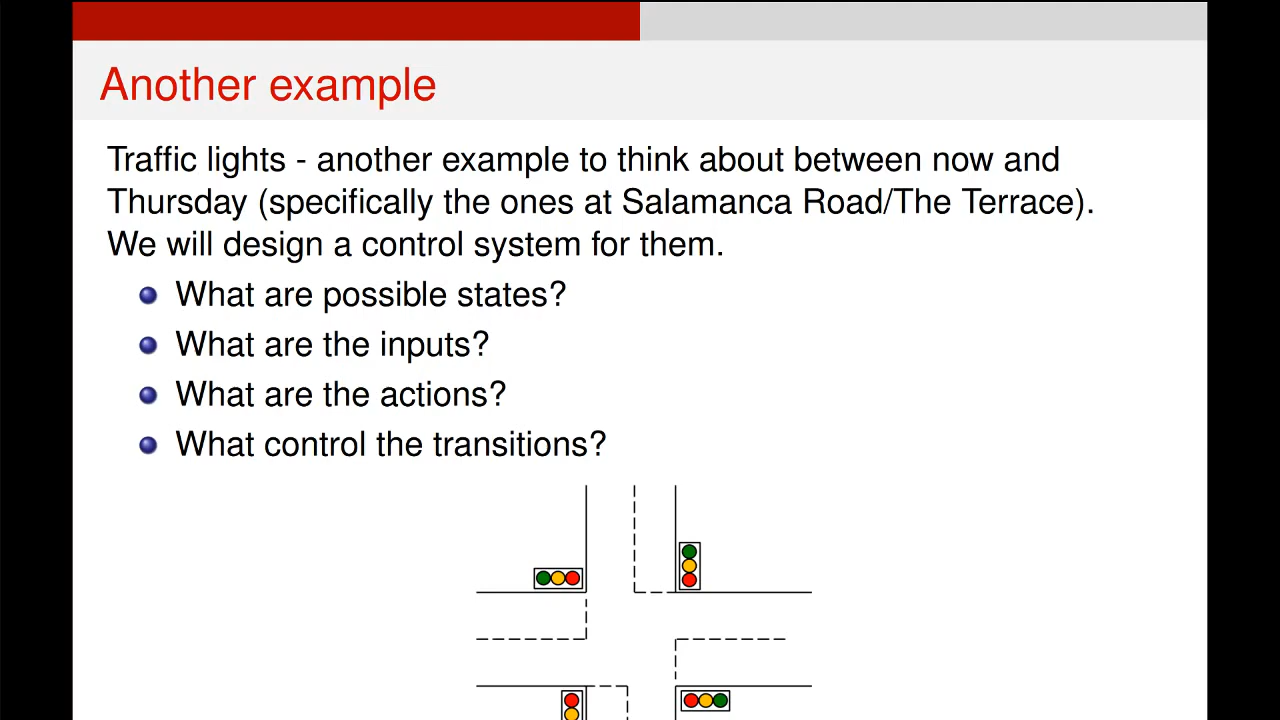 Another example
Traffic lights - another example to think about between now and
Thursday (specifically the ones at Salamanca Road/The Terrace).
We will design a control system for them.
What are possible states?
What are the inputs?
What are the actions?
What control the transitions?